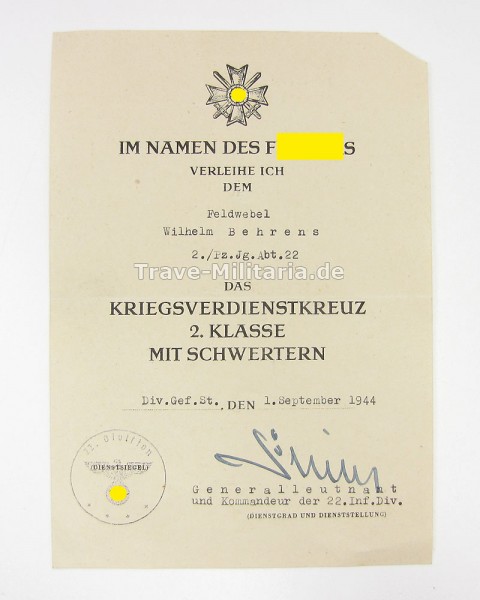 IM NAMEN DES F S
VERLEIHE ICH
DEM
Feldwebel
Wilhelm Behrens
2./Pz.Jg.Abt.22
Trave-Militaria.de
DAS
KRIEGSVERDIENSTKREUZ
2. KLASSE
MIT SCHWERTERN
Div.Gef.St. , DEN 1.September 1944
22. Division
(DIENSTSIEGEL)
Generalleutnant
und Kommandeur der 22.Inf.Div.
(DIENSTGRAD UND DIENSTSTELLUNG)